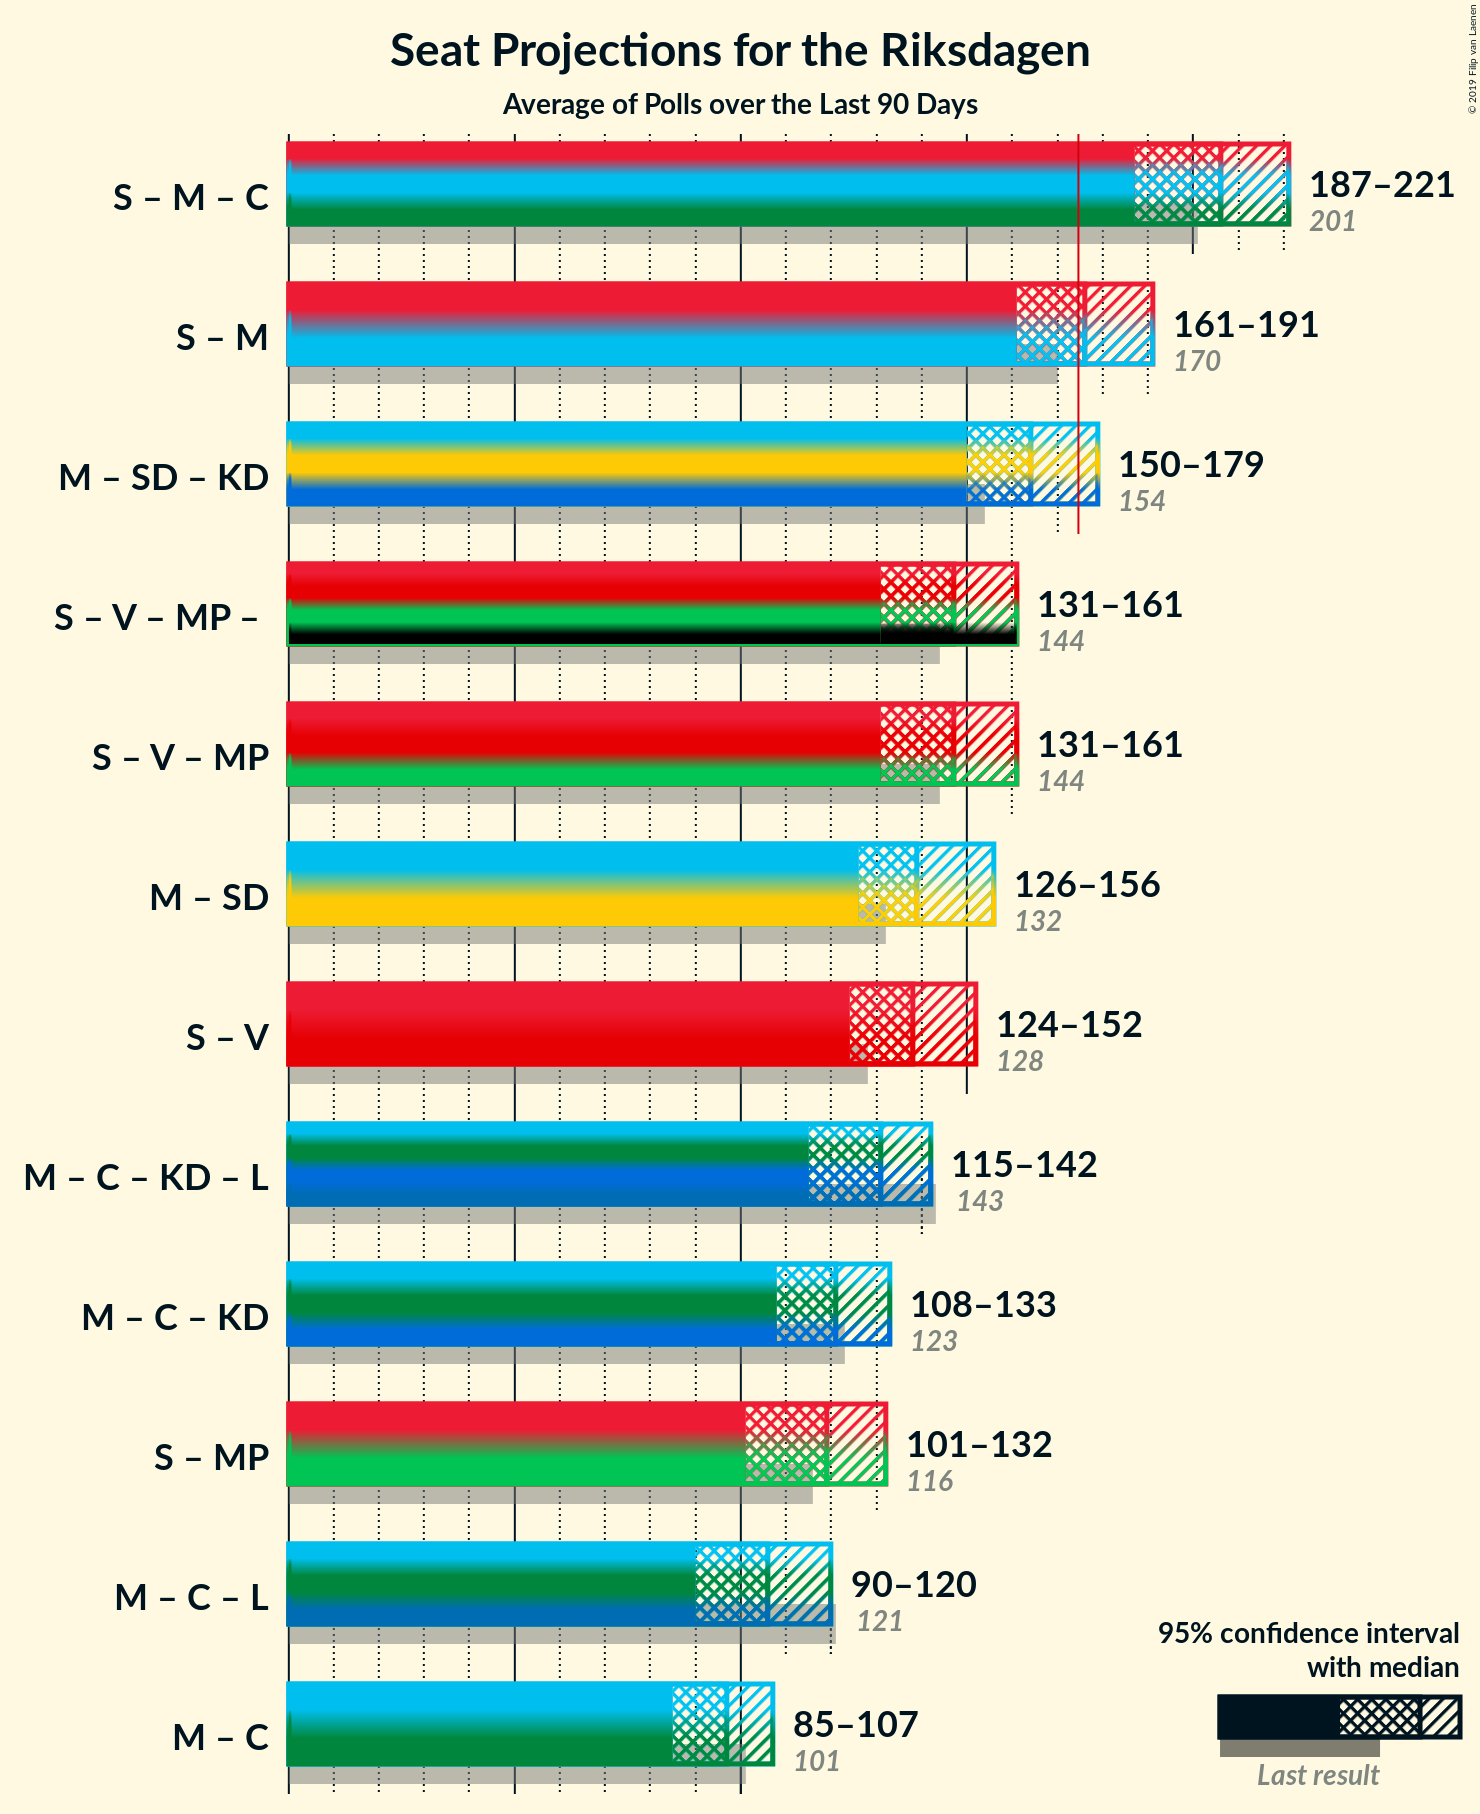 © 2019 Filip van Laenen
Seat Projections for the Riksdagen
Average of Polls over the Last 90 Days
S – M – C
187–221
201
S – M
161–191
170
M – SD – KD
150–179
154
S – V – MP –
131–161
144
S – V – MP
131–161
144
M – SD
126–156
132
S – V
124–152
128
M – C – KD – L
115–142
143
M – C – KD
108–133
123
S – MP
101–132
116
M – C – L
90–120
121
M – C
85–107
101
95% confidence interval
with median
Last result